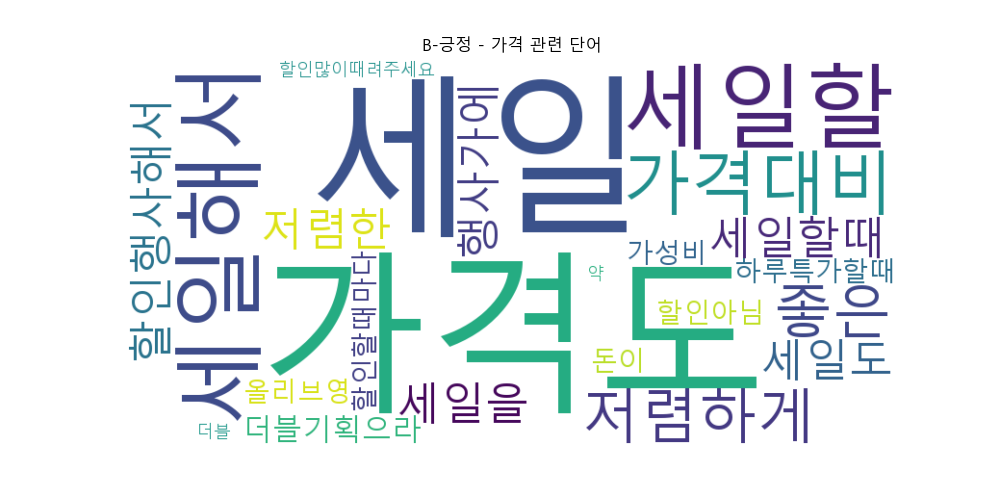 B-긍정 - 가격 관련 단어
할인많이때려주세요
세일
세일할
할인행사해서
세일해서
행사가에
가격대비
저렴한
세일할때
가성비
하루특가할때
가격도
할인할때마다
약
할인아님
좋은
돈이
세일도
올리브영
세일을
저렴하게
더블
더블기획으라